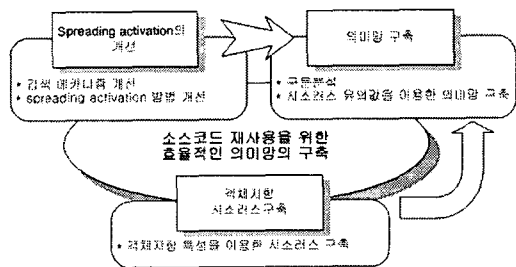 Spreading activation의
개선
* 검색 메카니즘 개선
* spreading activation 방법 개선
의미망 구축
* 구문분석
* 시소러스 유의값을 이용한 의미망 구축
소스코드 재사용을 위한
효율적인 의미망의 구축
객체지향
시소러스구축
* 객체지향 특성을 이용한 시소러스 구축